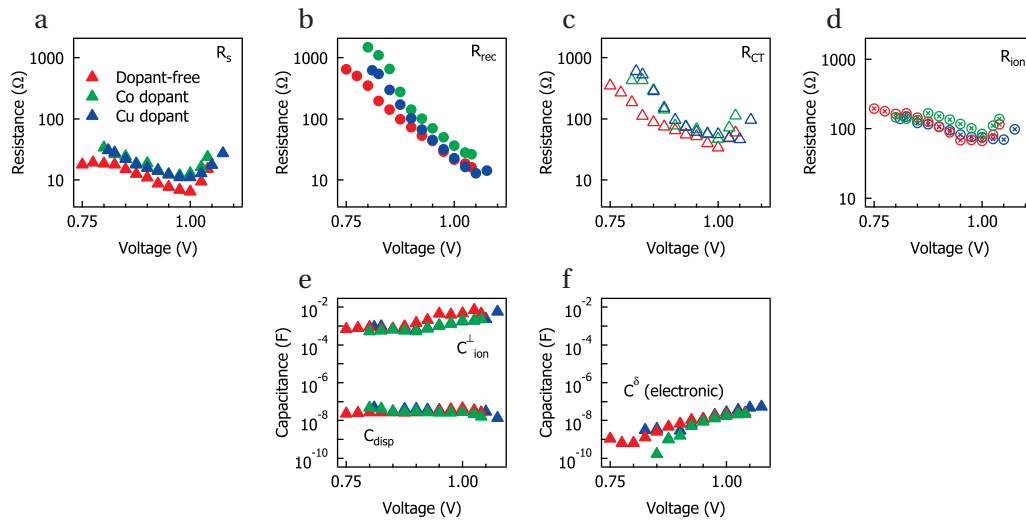 a
Resistance (Ω)
1000
100
10
R_s
Dopant-free
Co dopant
Cu dopant
0.75
1.00
Voltage (V)
b
Resistance (Ω)
1000
100
10
R_rec
0.75
1.00
Voltage (V)
c
Resistance (Ω)
1000
100
10
R_CT
0.75
1.00
Voltage (V)
d
Resistance (Ω)
1000
100
10
R_ion
0.75
1.00
Voltage (V)
e
Capacitance (F)
10^-2
10^-4
10^-6
10^-8
10^-10
C^⊥_ion
C_disp
0.75
1.00
Voltage (V)
f
Capacitance (F)
10^-2
10^-4
10^-6
10^-8
10^-10
C^δ (electronic)
0.75
1.00
Voltage (V)